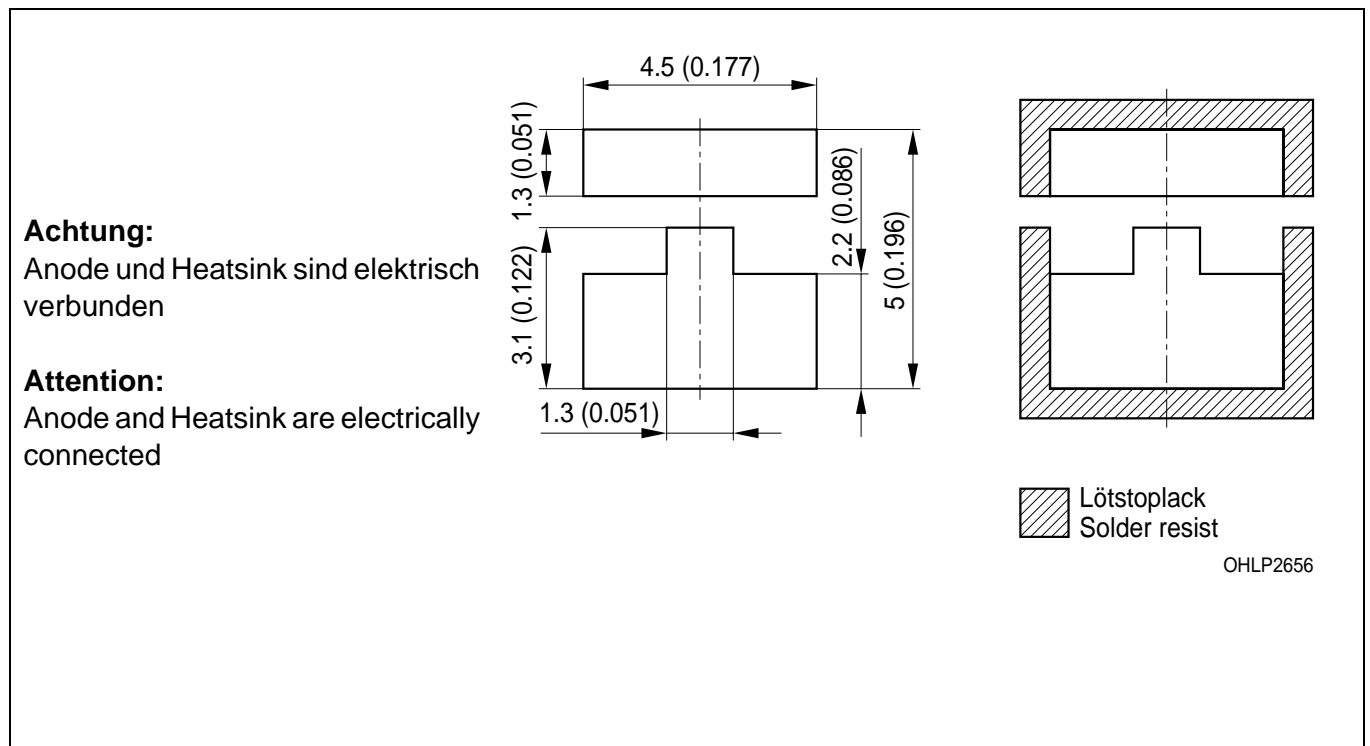 Achtung:
Anode und Heatsink sind elektrisch
verbunden
Attention:
Anode and Heatsink are electrically
connected
4.5 (0.177)
1.3 (0.051)
3.1 (0.122)
2.2 (0.086)
5 (0.196)
1.3 (0.051)
Lötstoplack
Solder resist
OHLP2656